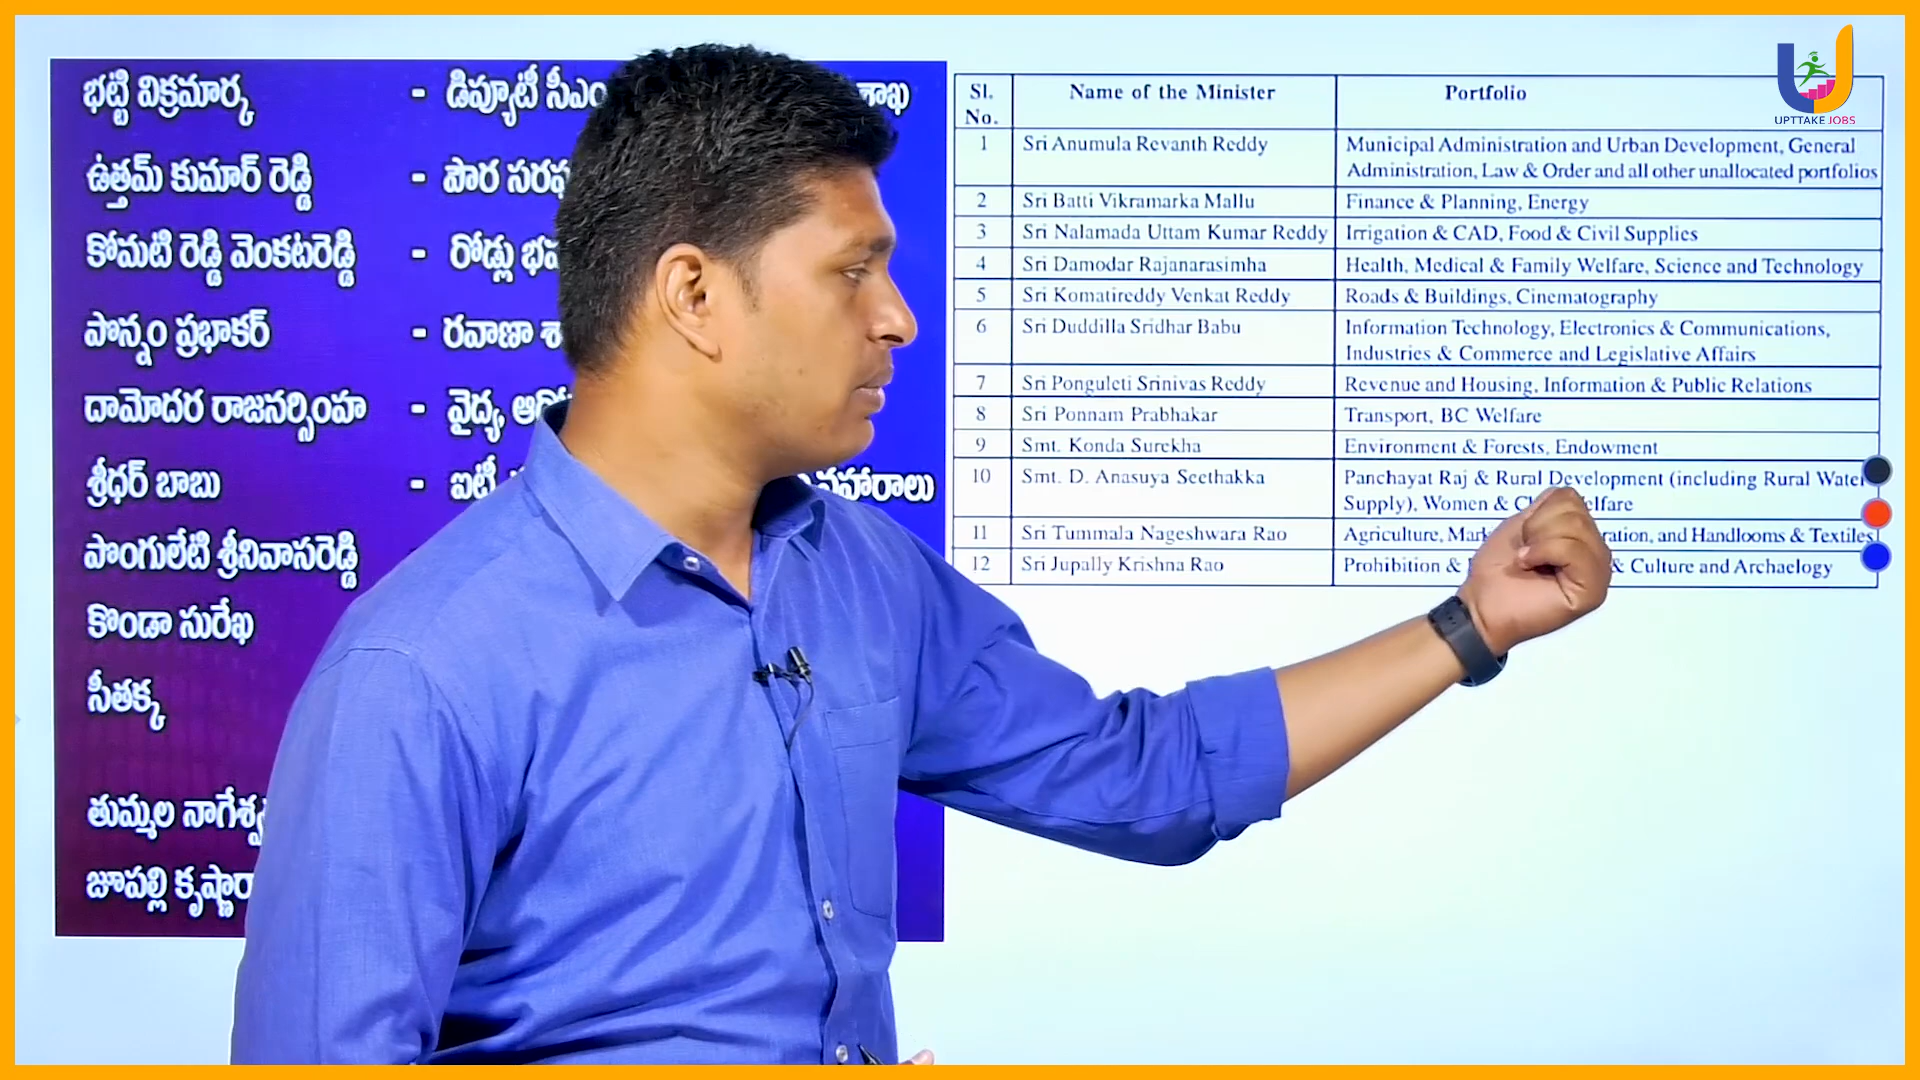 భట్టి విక్రమార్క - డిప్యూటీ సీఎం శాఖ
ఉత్తమ్ కుమార్ రెడ్డి - పౌర
కోమటి రెడ్డి వెంకటరెడ్డి - రోడ్లు
పొన్నం ప్రభాకర్ - రవాణా
దామోదర రాజనర్సింహ - వైద్య,
శ్రీధర్ బాబు - ఐటీ,
పొంగులేటి శ్రీనివాసరెడ్డి
కొండా సురేఖ
సీతక్క
తుమ్మల
జూపల్లి
UPTTAKE JOBS
Sl. No. Name of the Minister Portfolio
1 Sri Anumula Revanth Reddy Municipal Administration and Urban Development, General
Administration, Law & Order and all other unallocated portfolios
2 Sri Batti Vikramarka Mallu Finance & Planning, Energy
3 Sri Nalamada Uttam Kumar Reddy Irrigation & CAD, Food & Civil Supplies
4 Sri Damodar Rajanarasimha Health, Medical & Family Welfare, Science and Technology
5 Sri Komatireddy Venkat Reddy Roads & Buildings, Cinematography
6 Sri Duddilla Sridhar Babu Information Technology, Electronics & Communications,
Industries & Commerce and Legislative Affairs
7 Sri Ponguleti Srinivas Reddy Revenue and Housing, Information & Public Relations
8 Sri Ponnam Prabhakar Transport, BC Welfare
9 Smt. Konda Surekha Environment & Forests, Endowment
10 Smt. D. Anasuya Seethakka Panchayat Raj & Rural Development (including Rural Water
Supply), Women &
11 Sri Tummala Nageshwara Rao Agriculture, and Handlooms & Textiles
12 Sri Jupally Krishna Rao Prohibition & & Culture and Archaelogy